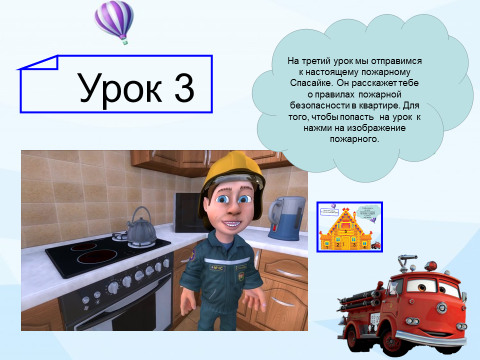 Урок 3
На третий урок мы отправимся
к настоящему пожарному
Спасайке. Он расскажет тебе
о правилах пожарной
безопасности в квартире. Для
того, чтобы попасть на урок к
нажми на изображение
пожарного.